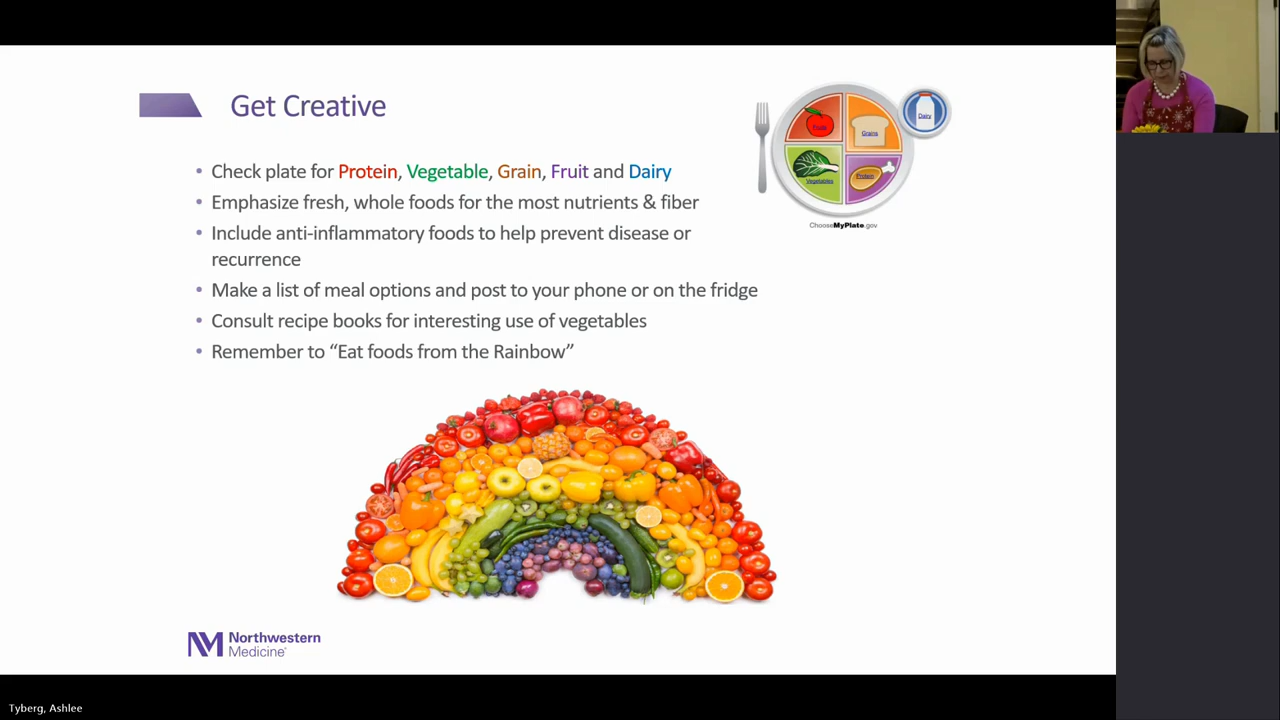 Get Creative
• Check plate for Protein, Vegetable, Grain, Fruit and Dairy
• Emphasize fresh, whole foods for the most nutrients & fiber
• Include anti-inflammatory foods to help prevent disease or
recurrence
• Make a list of meal options and post to your phone or on the fridge
• Consult recipe books for interesting use of vegetables
• Remember to “Eat foods from the Rainbow”
Fruits
Grains
Dairy
Vegetables
Protein
ChooseMyPlate.gov
Northwestern
Medicine
Tyberg, Ashlee